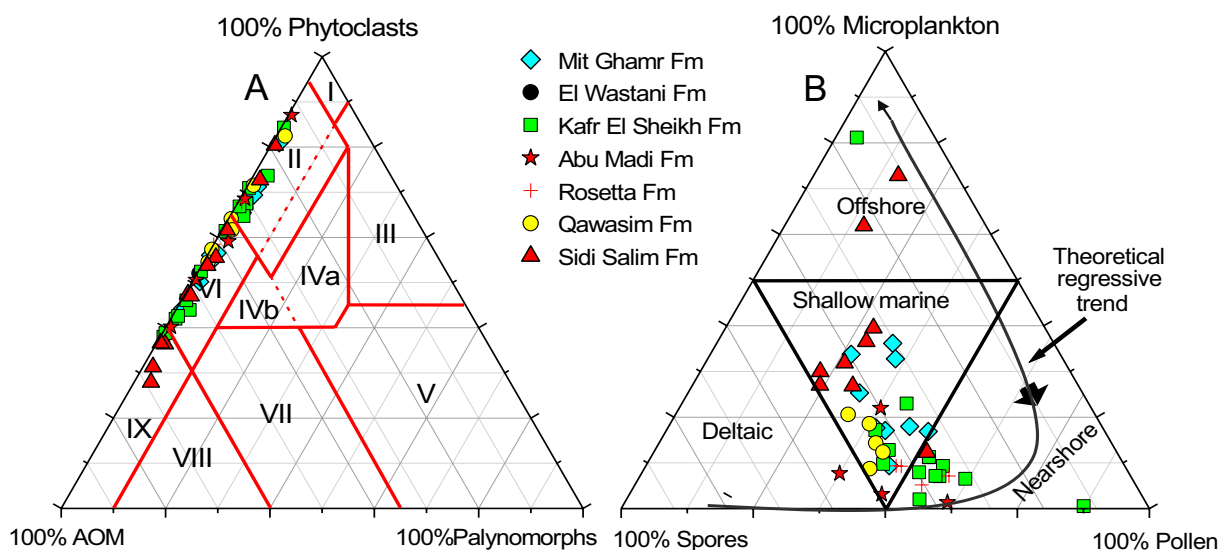 100% Phytoclasts
A
I
II
III
IVa
IVb
VI
V
VII
IX
VIII
100% AOM
100%Palynomorphs
Mit Ghamr Fm
El Wastani Fm
Kafr El Sheikh Fm
Abu Madi Fm
Rosetta Fm
Qawasim Fm
Sidi Salim Fm
100% Microplankton
B
Offshore
Theoretical
regressive
trend
Shallow marine
Deltaic
Nearshore
100% Spores
100% Pollen